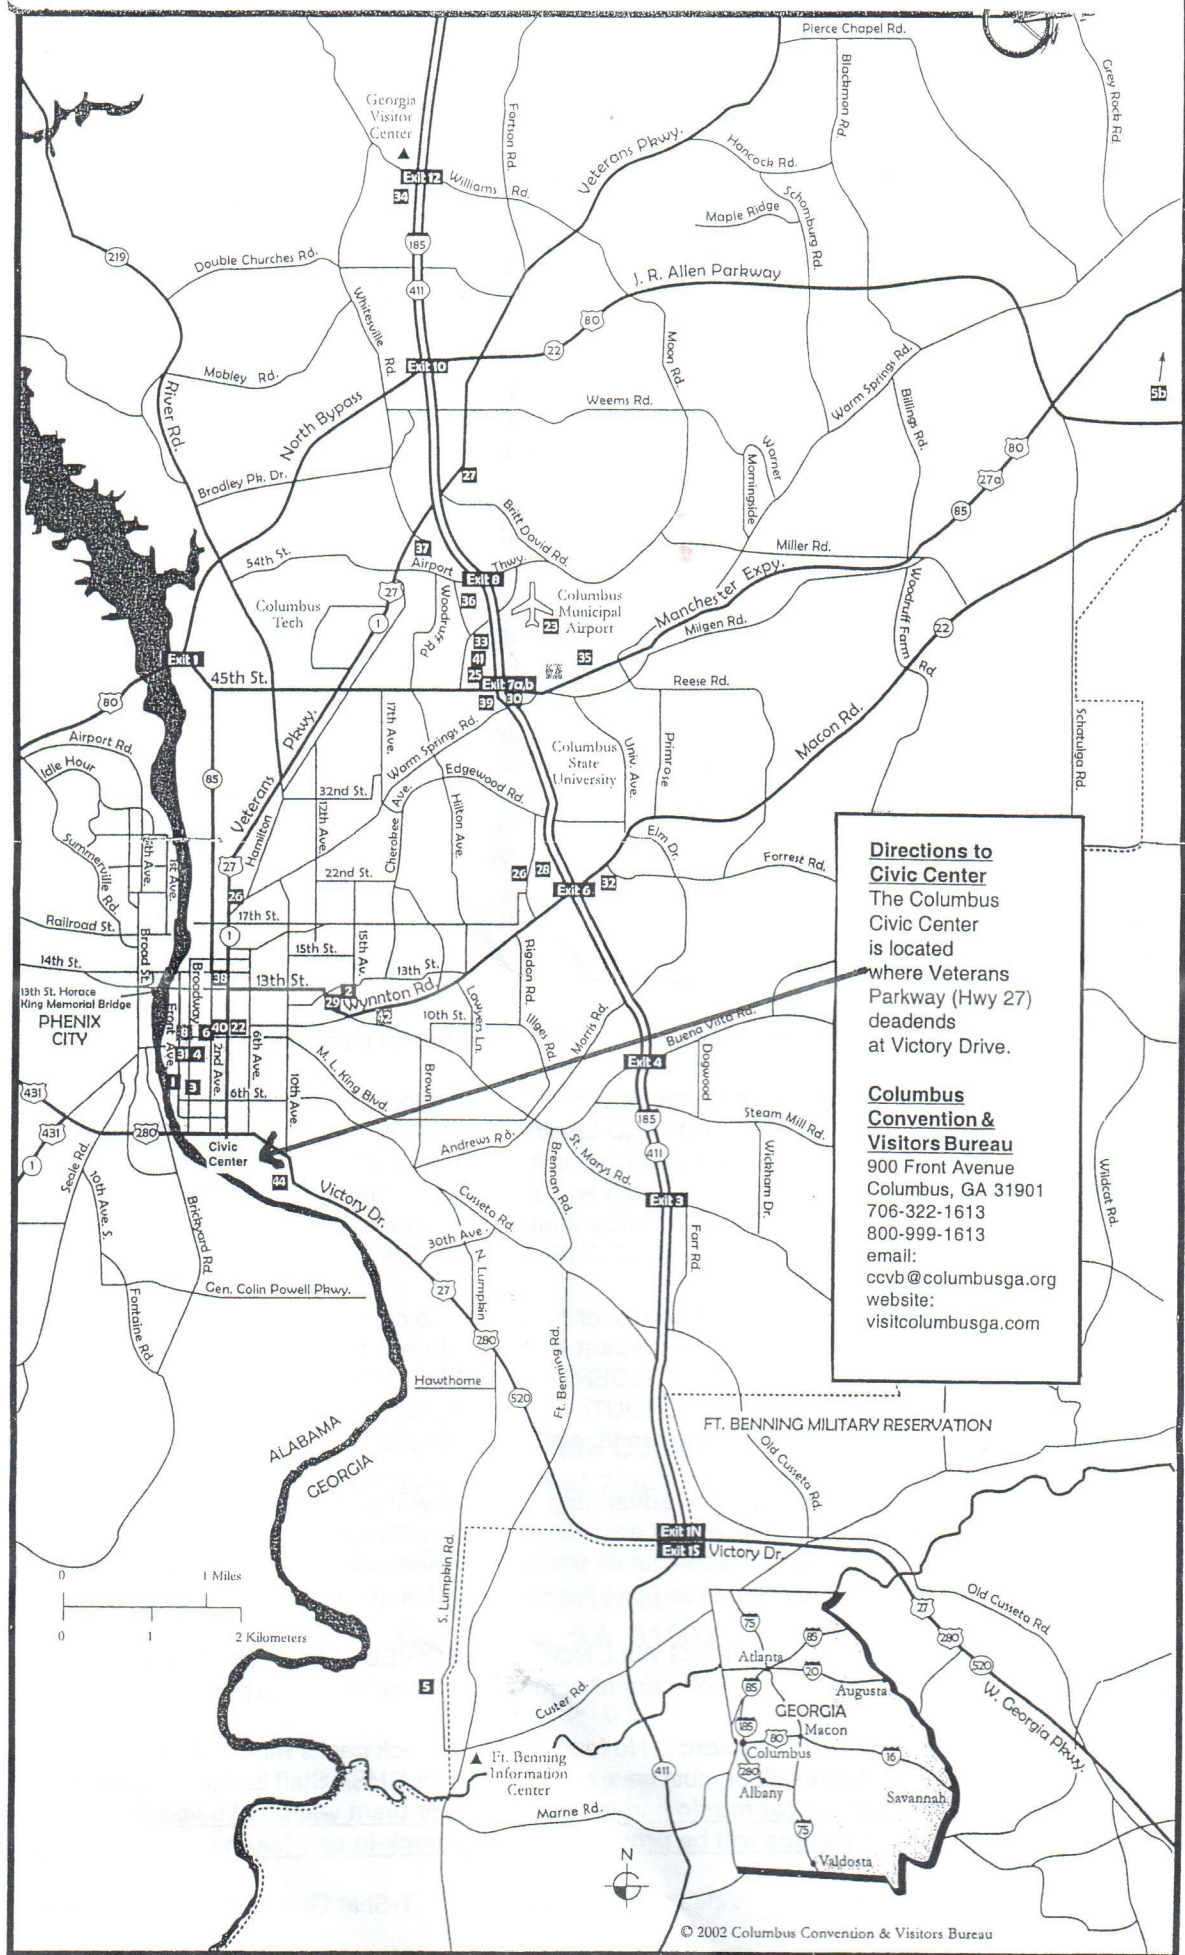 Pierce Chapel Rd.
Blackmon Rd.
Grey Rock Rd.
Georgia
Visitor
Center
Fortson Rd.
Veterans Pkwy.
Hancock Rd.
Exit 12
Williams Rd.
34
Schomburg Rd.
Maple Ridge
185
219
Double Churches Rd.
J. R. Allen Parkway
411
Whitesville Rd.
80
22
Moon Rd.
Exit 10
Mobley Rd.
Warm Springs Rd.
5b
River Rd.
North Bypass
Weems Rd.
Billings Rd.
Warner
Morningside
80
27a
85
27
Bradley Pk. Dr.
Britt David Rd.
37
54th St.
Airport Thwy.
Miller Rd.
Exit 8
27
Woodruff Rd
36
Columbus
Municipal
Airport
23
Manchester Expy.
Milgen Rd.
Woodruff Farm Rd
22
Columbus
Tech
1
33
41
25
35
Exit 1
45th St.
Exit 7a,b
30
39
Reese Rd.
80
Airport Rd.
Idle Hour
Pkwy.
17th Ave.
Warm Springs Rd.
Columbus
State
University
Univ. Ave.
Primrose
Macon Rd.
Schatulga Rd.
85
Veterans
Hamilton
32nd St.
12th Ave.
Cherokee Ave.
Edgewood Rd.
Hilton Ave.
Elm Dr.
Forrest Rd.
Summerville Rd.
1st Ave.
27
26
22nd St.
26
28
Exit 6
32
Railroad St.
Broad St.
17th St.
1
15th St.
15th Av.
14th St.
Broadway
38
13th St.
13th St.
Wynnton Rd.
2
29
Rigdon Rd.
13th St. Horace
King Memorial Bridge
PHENIX
CITY
Front Ave.
8
6
40
22
31
4
1
3
2nd Ave.
6th Ave.
6th St.
10th Ave.
M. L. King Blvd.
10th St.
Lawyers Ln.
Illges Rd.
Morris Rd.
Buena Vista Rd.
Exit 4
Dogwood
Brown
Directions to
Civic Center
The Columbus
Civic Center
is located
where Veterans
Parkway (Hwy 27)
deadends
at Victory Drive.
Columbus
Convention &
Visitors Bureau
900 Front Avenue
Columbus, GA 31901
706-322-1613
800-999-1613
email:
ccvb@columbusga.org
website:
visitcolumbusga.com
431
431
280
1
Seale Rd.
Civic
Center
44
Andrews Rd.
St. Marys Rd.
185
411
Steam Mill Rd.
Wickham Dr.
Wildcat Rd.
Brennan Rd.
Exit 3
10th Ave. S.
Brickyard Rd.
Victory Dr.
Cusseta Rd.
30th Ave.
N. Lumpkin
Farr Rd.
Gen. Colin Powell Pkwy.
Fontaine Rd.
27
280
Ft. Benning Rd.
Hawthorne
520
ALABAMA
GEORGIA
FT. BENNING MILITARY RESERVATION
Old Cusseta Rd.
S. Lumpkin Rd.
Exit 1N
Exit 1S
Victory Dr.
0 1 Miles
0 1 2 Kilometers
27
280
520
Old Cusseta Rd.
W. Georgia Pkwy.
5
Custer Rd.
Ft. Benning
Information
Center
411
Marne Rd.
75
85
Atlanta
20
85
Augusta
GEORGIA
185
80
Macon
Columbus
16
280
Albany
Savannah
75
Valdosta
N
© 2002 Columbus Convention & Visitors Bureau